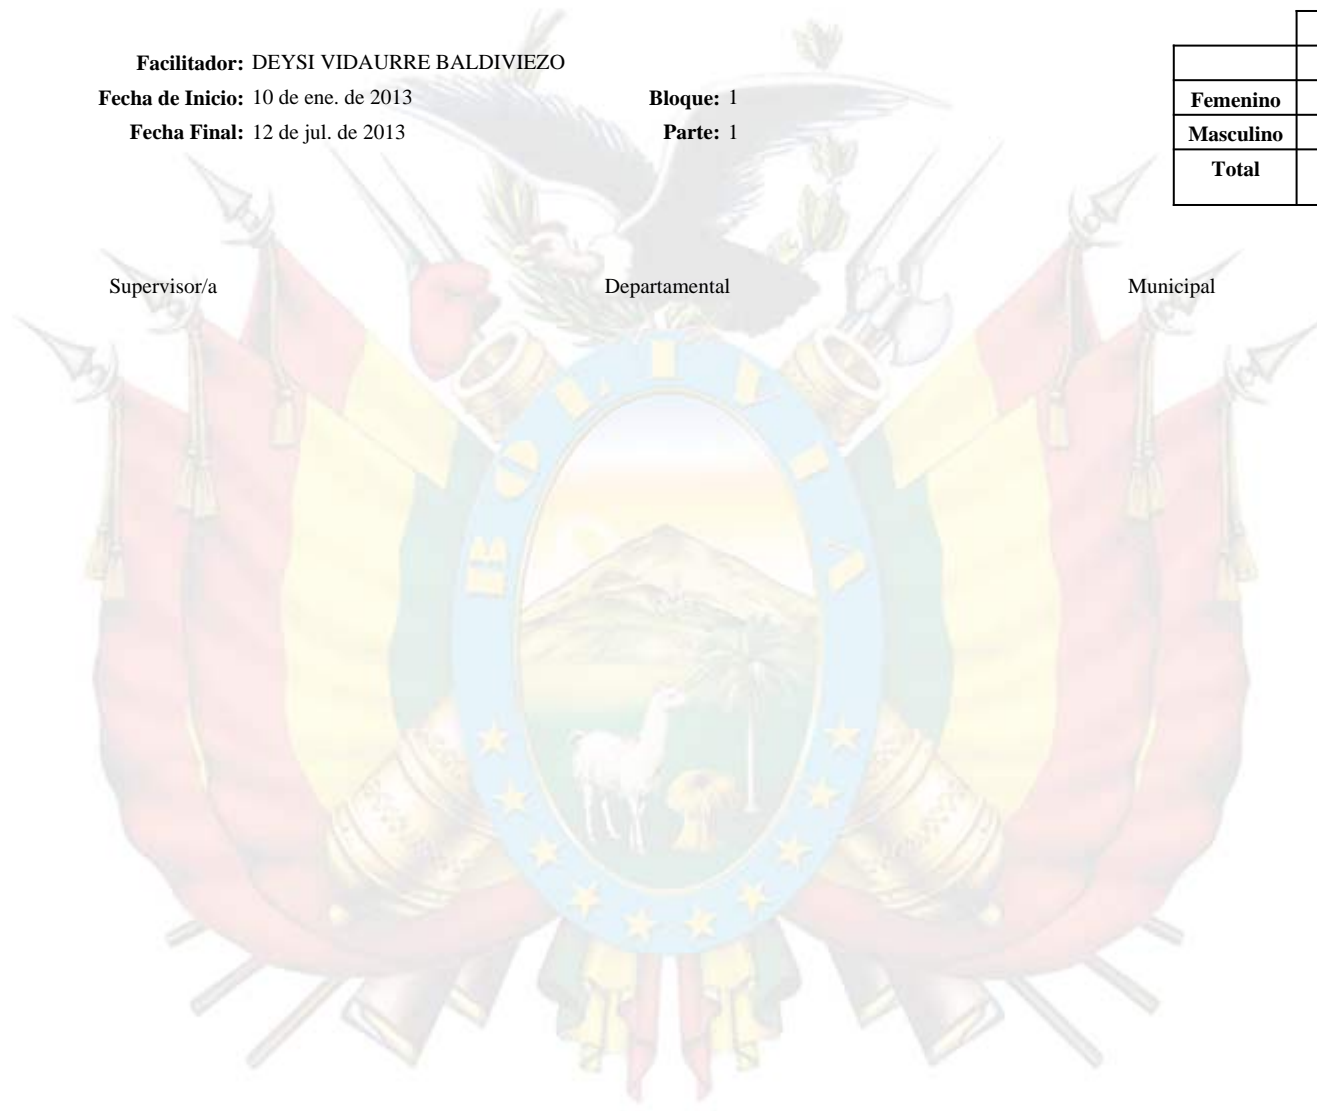 Facilitador: DEYSI VIDAURRE BALDIVIEZO
Fecha de Inicio: 10 de ene. de 2013 Bloque: 1
Fecha Final: 12 de jul. de 2013 Parte: 1
Femenino
Masculino
Total
Supervisor/a Departamental Municipal
BOLIVIA